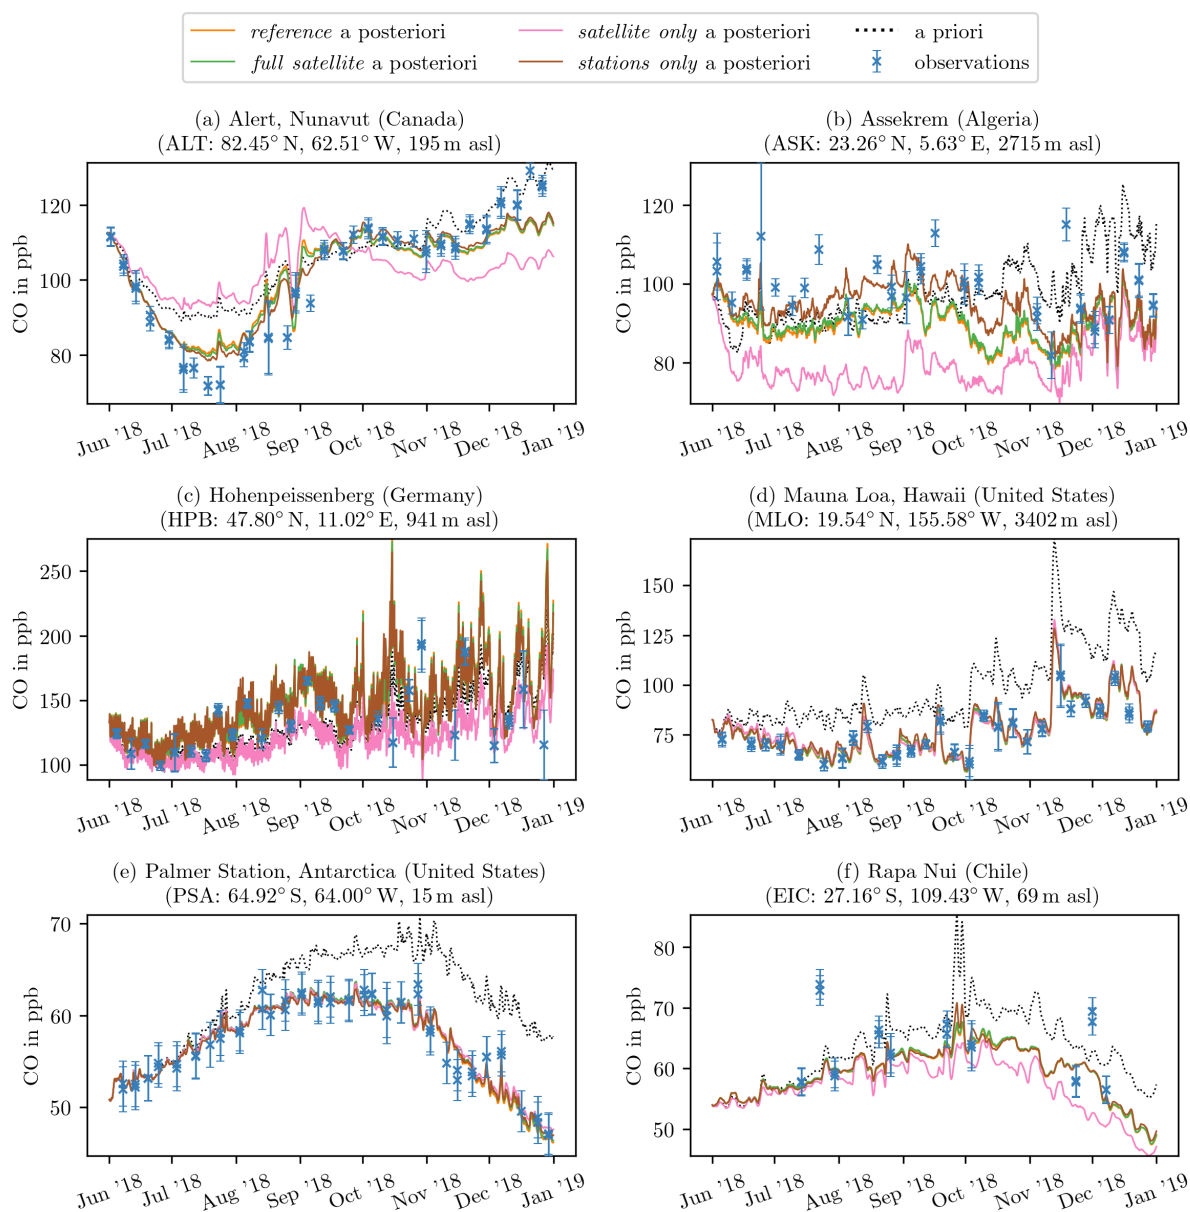 reference a posteriori
satellite only a posteriori
a priori
full satellite a posteriori
stations only a posteriori
observations
(a) Alert, Nunavut (Canada)
(ALT: 82.45° N, 62.51° W, 195 m asl)
CO in ppb
120
100
80
Jun '18
Jul '18
Aug '18
Sep '18
Oct '18
Nov '18
Dec '18
Jan '19
(b) Assekrem (Algeria)
(ASK: 23.26° N, 5.63° E, 2715 m asl)
CO in ppb
120
100
80
Jun '18
Jul '18
Aug '18
Sep '18
Oct '18
Nov '18
Dec '18
Jan '19
(c) Hohenpeissenberg (Germany)
(HPB: 47.80° N, 11.02° E, 941 m asl)
CO in ppb
250
200
150
100
Jun '18
Jul '18
Aug '18
Sep '18
Oct '18
Nov '18
Dec '18
Jan '19
(d) Mauna Loa, Hawaii (United States)
(MLO: 19.54° N, 155.58° W, 3402 m asl)
CO in ppb
150
125
100
75
Jun '18
Jul '18
Aug '18
Sep '18
Oct '18
Nov '18
Dec '18
Jan '19
(e) Palmer Station, Antarctica (United States)
(PSA: 64.92° S, 64.00° W, 15 m asl)
CO in ppb
70
60
50
Jun '18
Jul '18
Aug '18
Sep '18
Oct '18
Nov '18
Dec '18
Jan '19
(f) Rapa Nui (Chile)
(EIC: 27.16° S, 109.43° W, 69 m asl)
CO in ppb
80
70
60
50
Jun '18
Jul '18
Aug '18
Sep '18
Oct '18
Nov '18
Dec '18
Jan '19